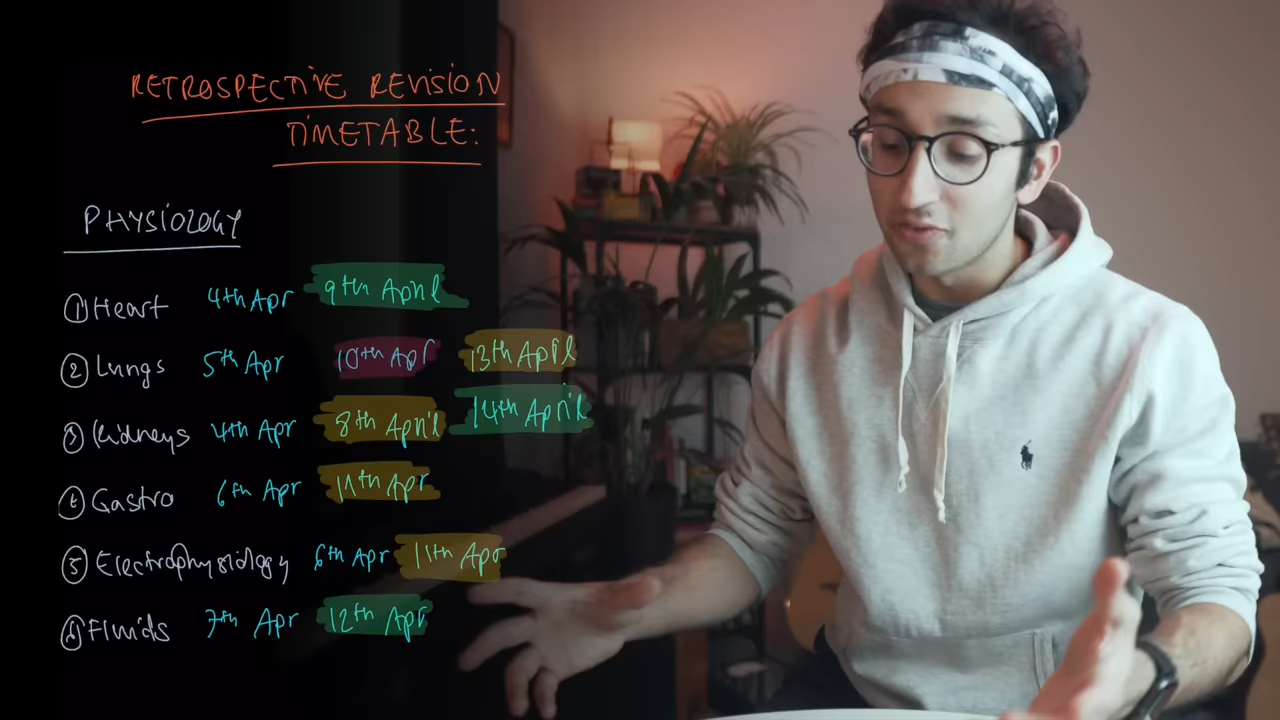 RETROSPECTIVE REVISION
TIMETABLE:
PHYSIOLOGY
① Heart 4th Apr 9th April
② Lungs 5th Apr 10th Apr 13th April
③ Kidneys 4th Apr 8th April 14th April
④ Gastro 6th Apr 11th Apr
⑤ Electrophysiology 6th Apr 11th Apr
⑥ Fluids 7th Apr 12th Apr